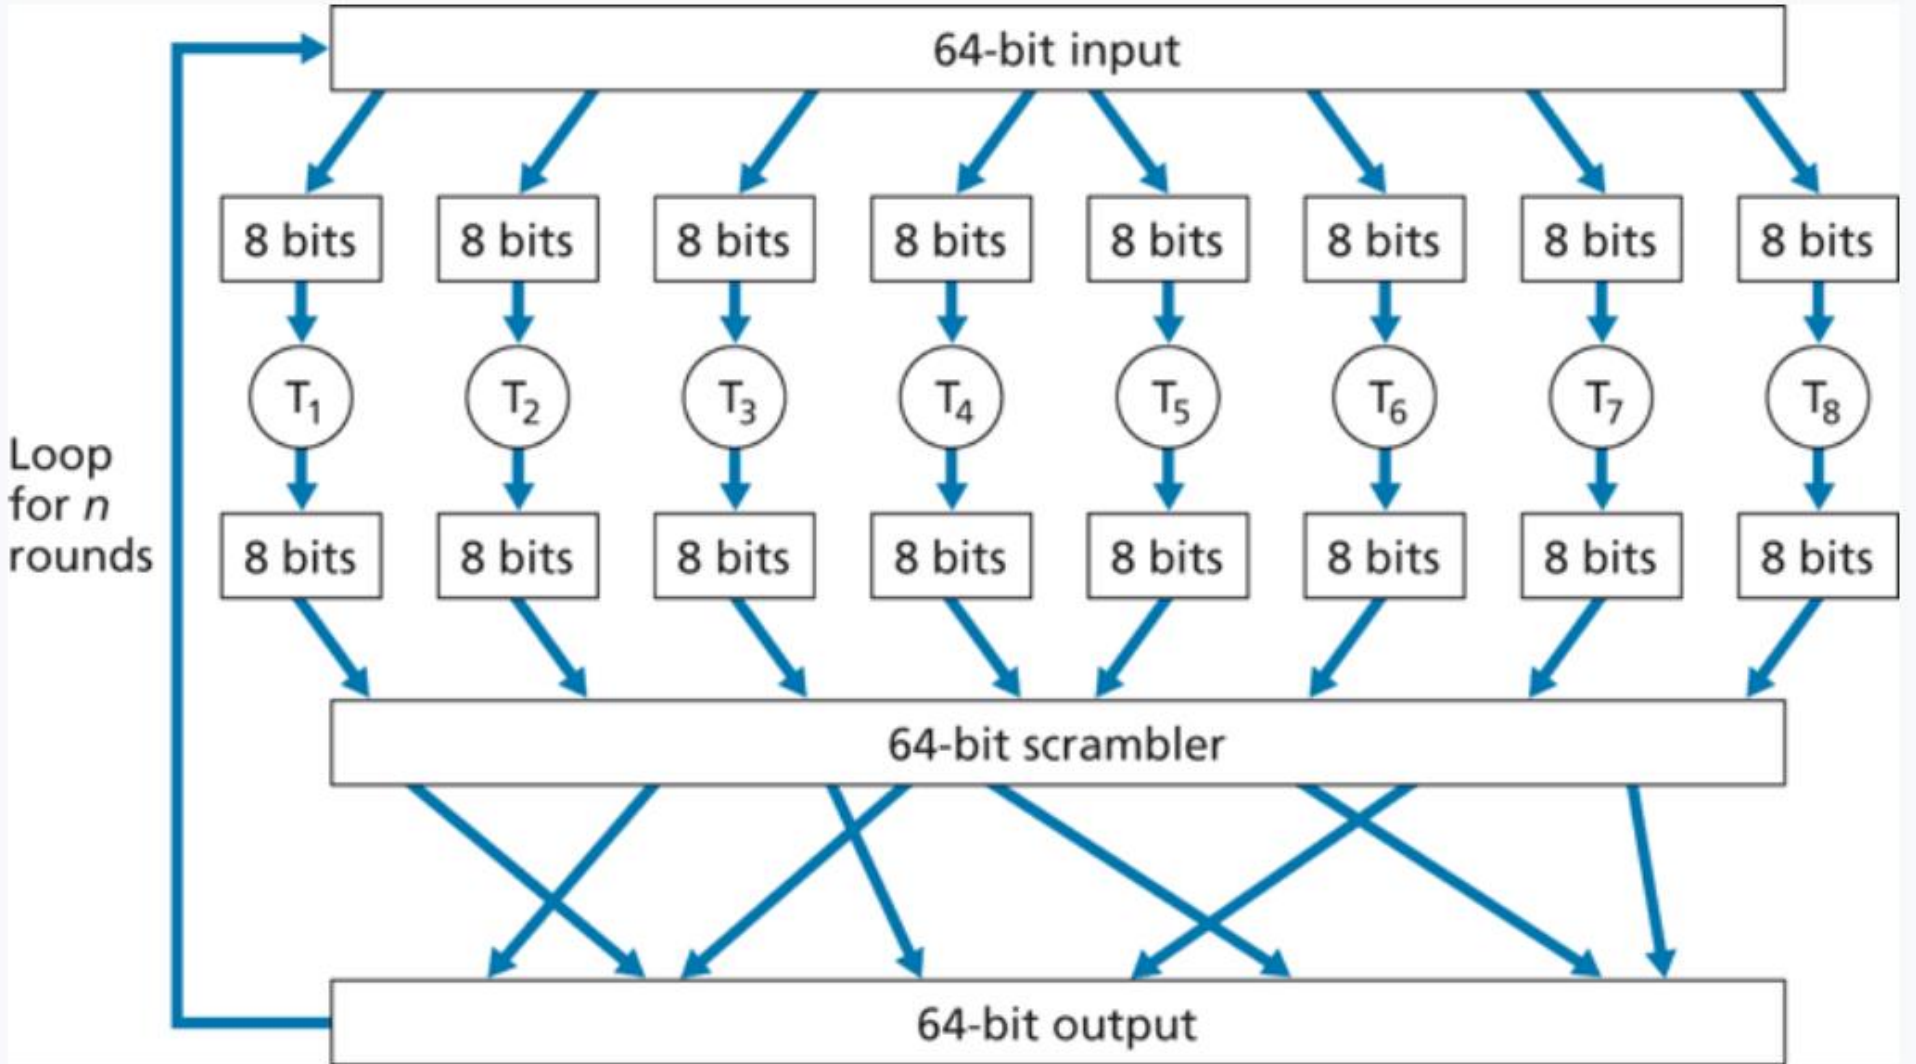 64-bit input
8 bits 8 bits 8 bits 8 bits 8 bits 8 bits 8 bits 8 bits
T₁ T₂ T₃ T₄ T₅ T₆ T₇ T₈
Loop
for n
rounds
8 bits 8 bits 8 bits 8 bits 8 bits 8 bits 8 bits 8 bits
64-bit scrambler
64-bit output